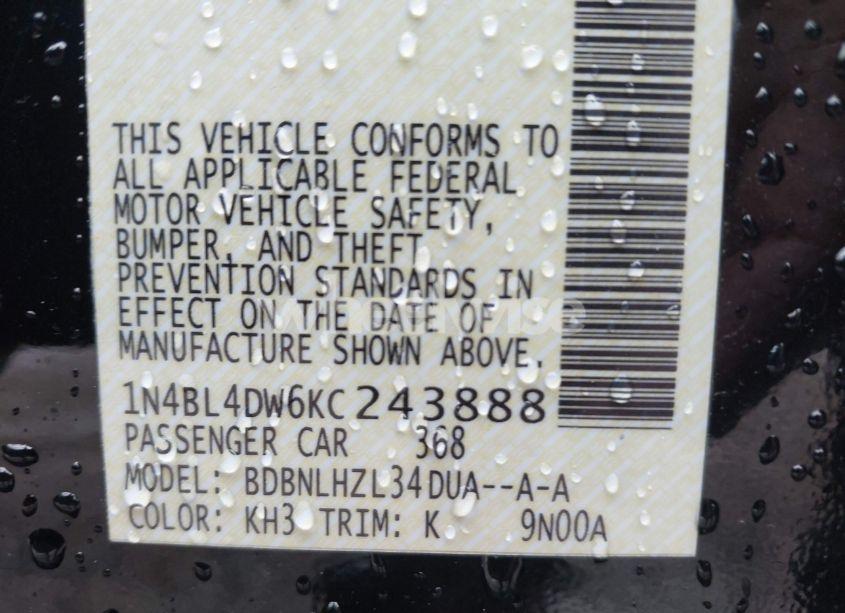 THIS VEHICLE CONFORMS TO
ALL APPLICABLE FEDERAL
MOTOR VEHICLE SAFETY,
BUMPER, AND THEFT
PREVENTION STANDARDS IN
EFFECT ON THE DATE OF
MANUFACTURE SHOWN ABOVE.
1N4BL4DW6KC243888
PASSENGER CAR 368
MODEL: BDBNLHZL34DUA--A-A
COLOR: KH3 TRIM: K 9N00A